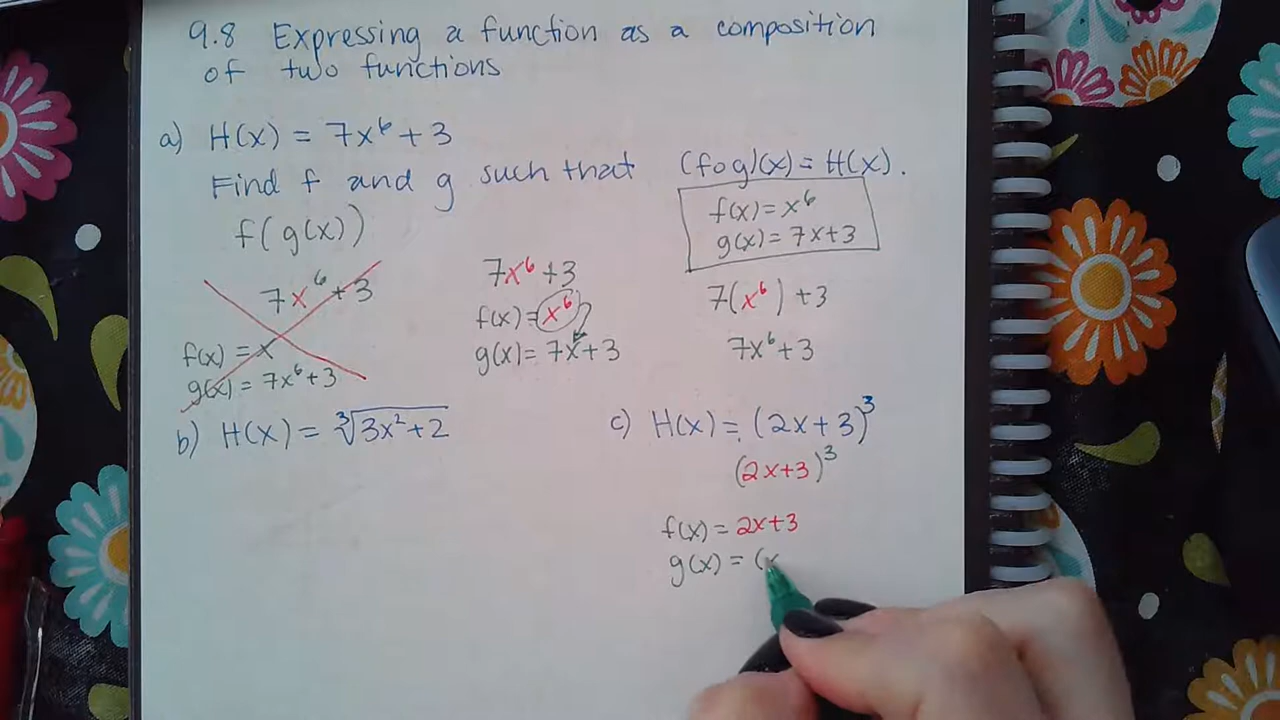 9.8 Expressing a function as a composition
of two functions
a) H(x) = 7x⁶ + 3
Find f and g such that (fog)(x) = H(x).
f(g(x))
7x⁶ + 3
f(x) = x
g(x) = 7x⁶ + 3
7x⁶ + 3
f(x) = x⁶
g(x) = 7x + 3
f(x) = x⁶
g(x) = 7x + 3
7(x⁶) + 3
7x⁶ + 3
b) H(x) = ∛(3x² + 2)
c) H(x) = (2x + 3)³
(2x+3)³
f(x) = 2x+3
g(x) = (x